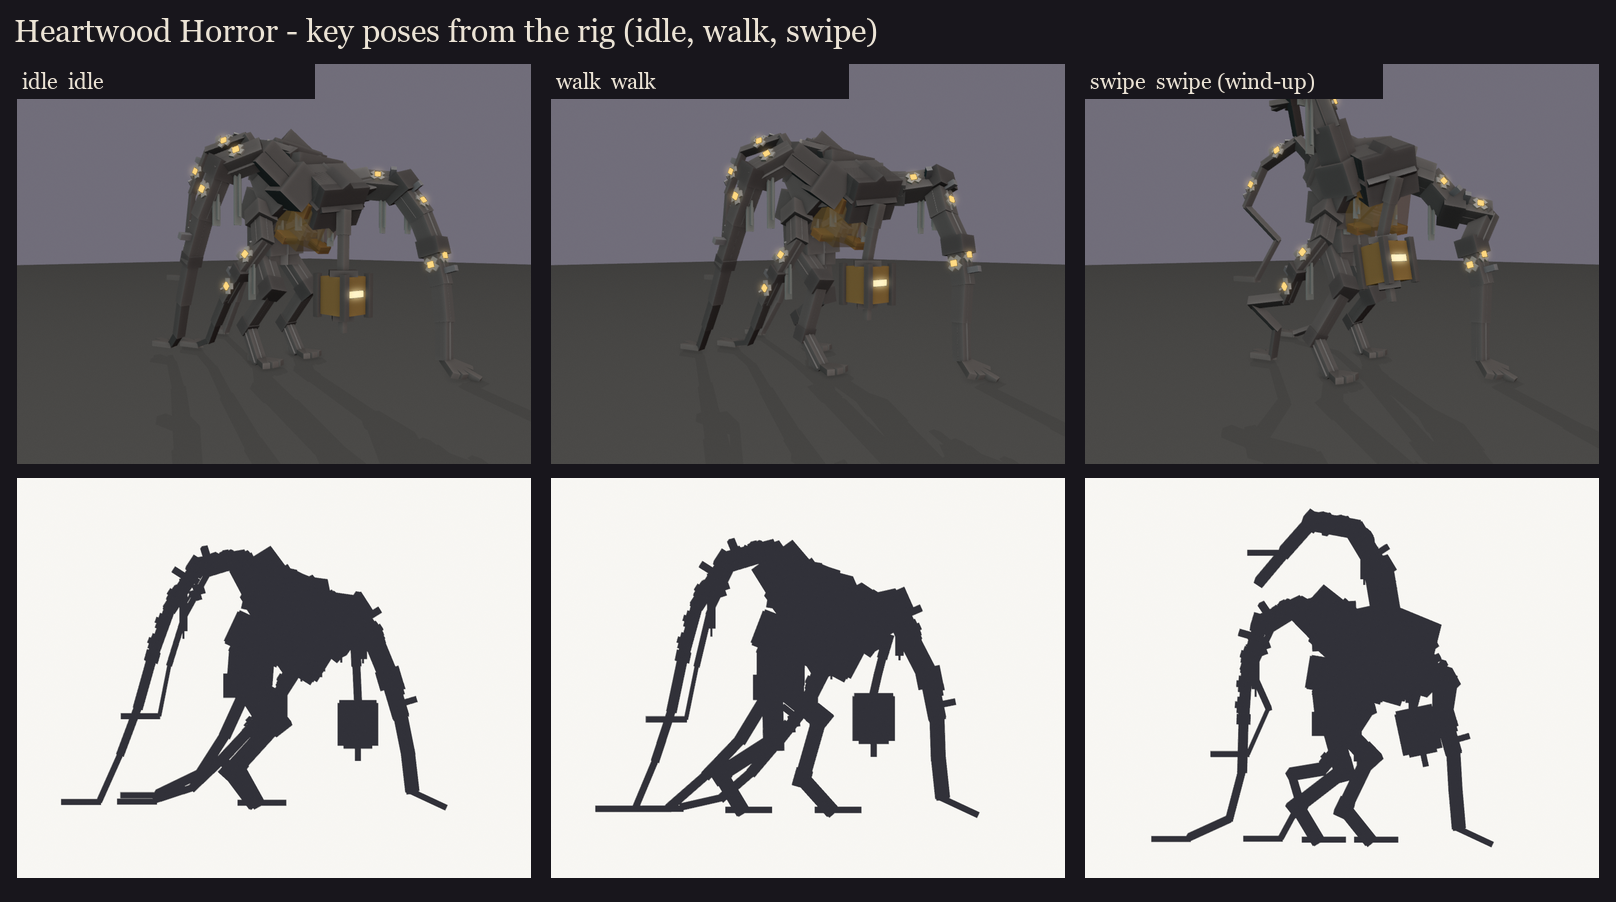 Heartwood Horror - key poses from the rig (idle, walk, swipe)
idle idle
walk walk
swipe swipe (wind-up)